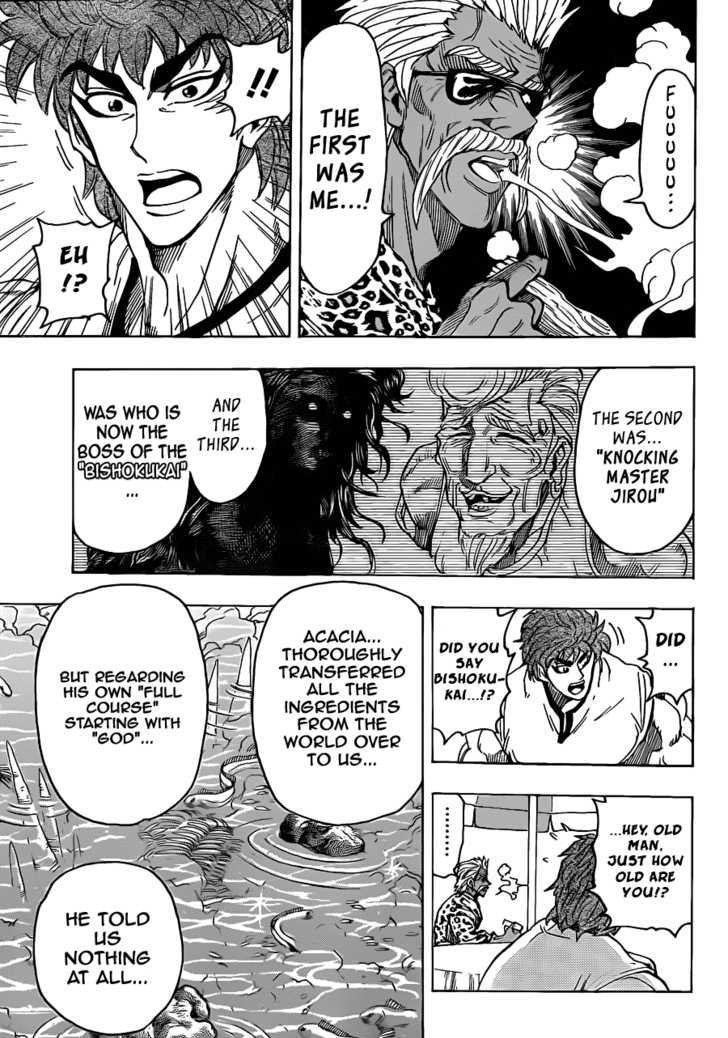 FUUUUU...
THE
FIRST
WAS
ME...!
!!
EH
!?
THE SECOND
WAS...
"KNOCKING
MASTER
JIROU"
AND
THE
THIRD...
WAS WHO IS
NOW THE
BOSS OF THE
"BISHOKUKAI"
...
DID
...
DID YOU
SAY
BISHOKU-
KAI...!?
...HEY, OLD
MAN,
JUST HOW
OLD ARE
YOU!?
.........
ACACIA...
THOROUGHLY
TRANSFERRED
ALL THE
INGREDIENTS
FROM THE
WORLD OVER
TO US...
BUT REGARDING
HIS OWN "FULL
COURSE"
STARTING WITH
"GOD"...
HE TOLD
US
NOTHING
AT ALL...